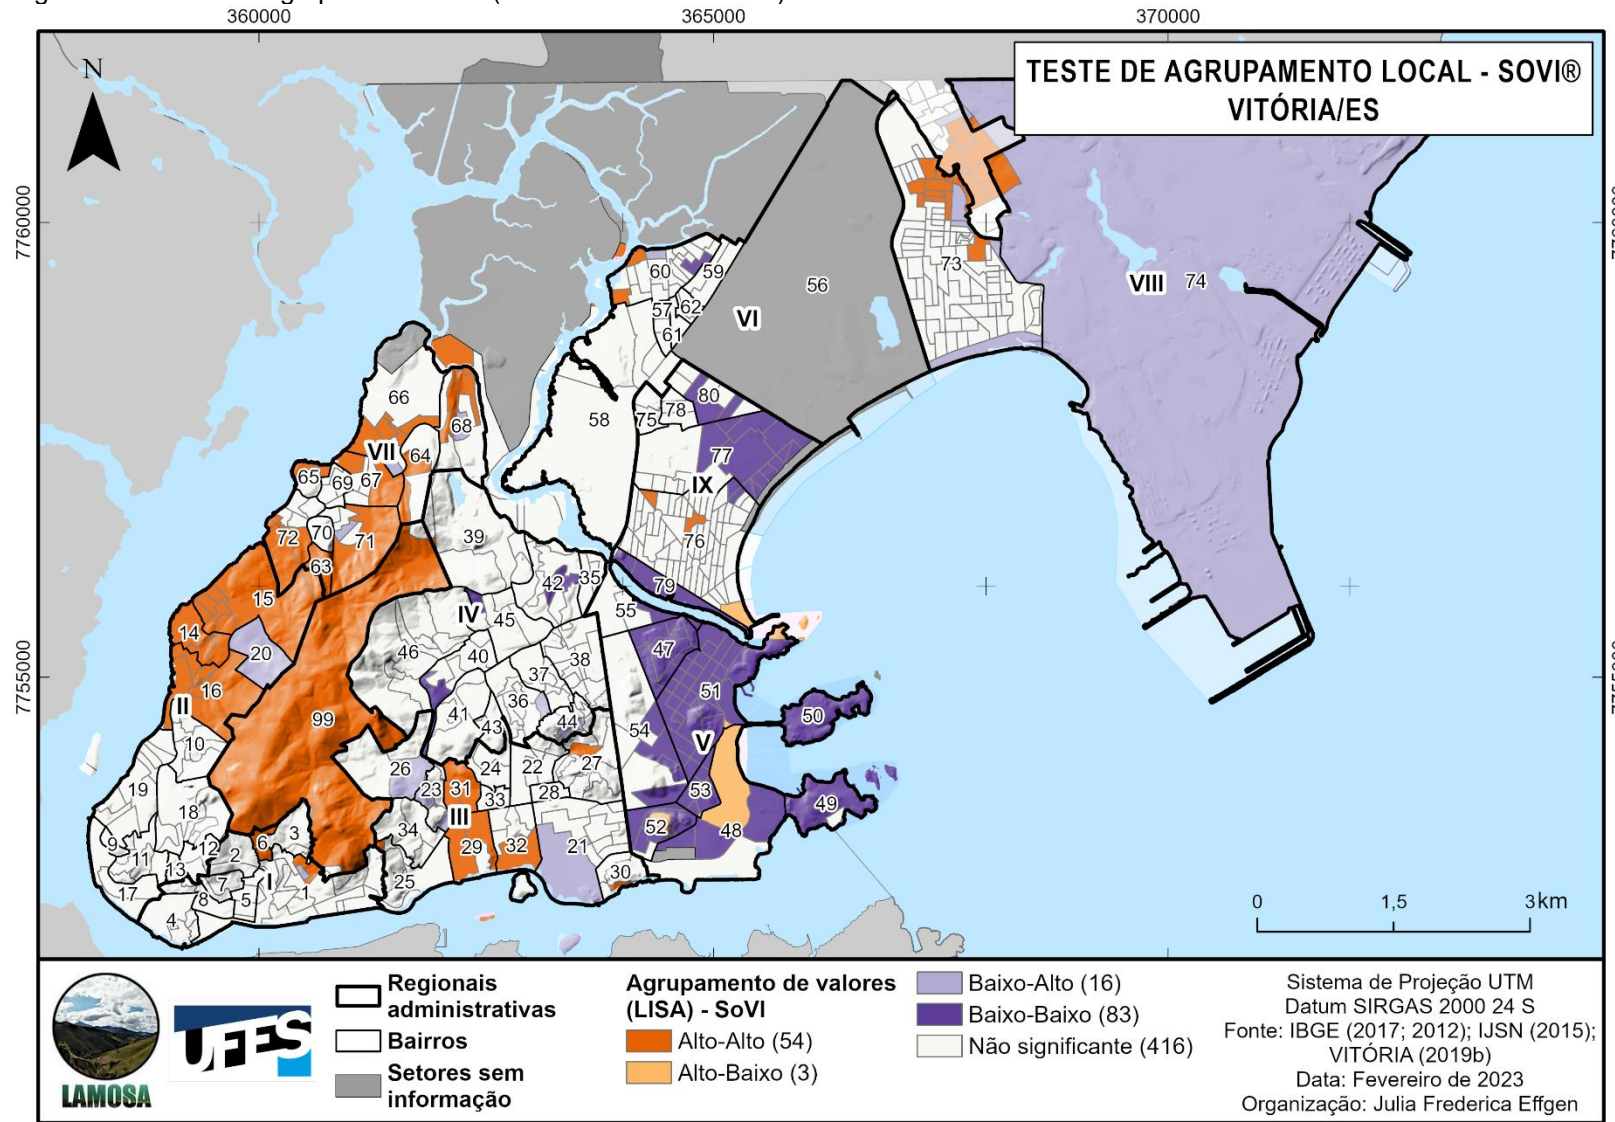 360000
365000
370000
TESTE DE AGRUPAMENTO LOCAL - SOVI®
VITÓRIA/ES
N
7760000
7755000
56
73
VIII 74
60
59
57
62
61
VI
66
58
75
78
80
68
VII
64
77
65
69
67
IX
72
70
71
39
76
63
42
35
79
15
IV
45
55
14
20
46
40
38
47
16
37
51
II
99
36
41
43
44
54
50
10
V
26
24
22
27
19
23
31
53
28
33
49
18
III
34
52
48
9
3
6
29
32
21
12
11
2
13
30
7
I
25
17
8
5
1
4
0
1,5
3 km
LAMOSA
UFES
Regionais
administrativas
Bairros
Setores sem
informação
Agrupamento de valores
(LISA) - SoVI
Alto-Alto (54)
Alto-Baixo (3)
Baixo-Alto (16)
Baixo-Baixo (83)
Não significante (416)
Sistema de Projeção UTM
Datum SIRGAS 2000 24 S
Fonte: IBGE (2017; 2012); IJSN (2015);
VITÓRIA (2019b)
Data: Fevereiro de 2023
Organização: Julia Frederica Effgen